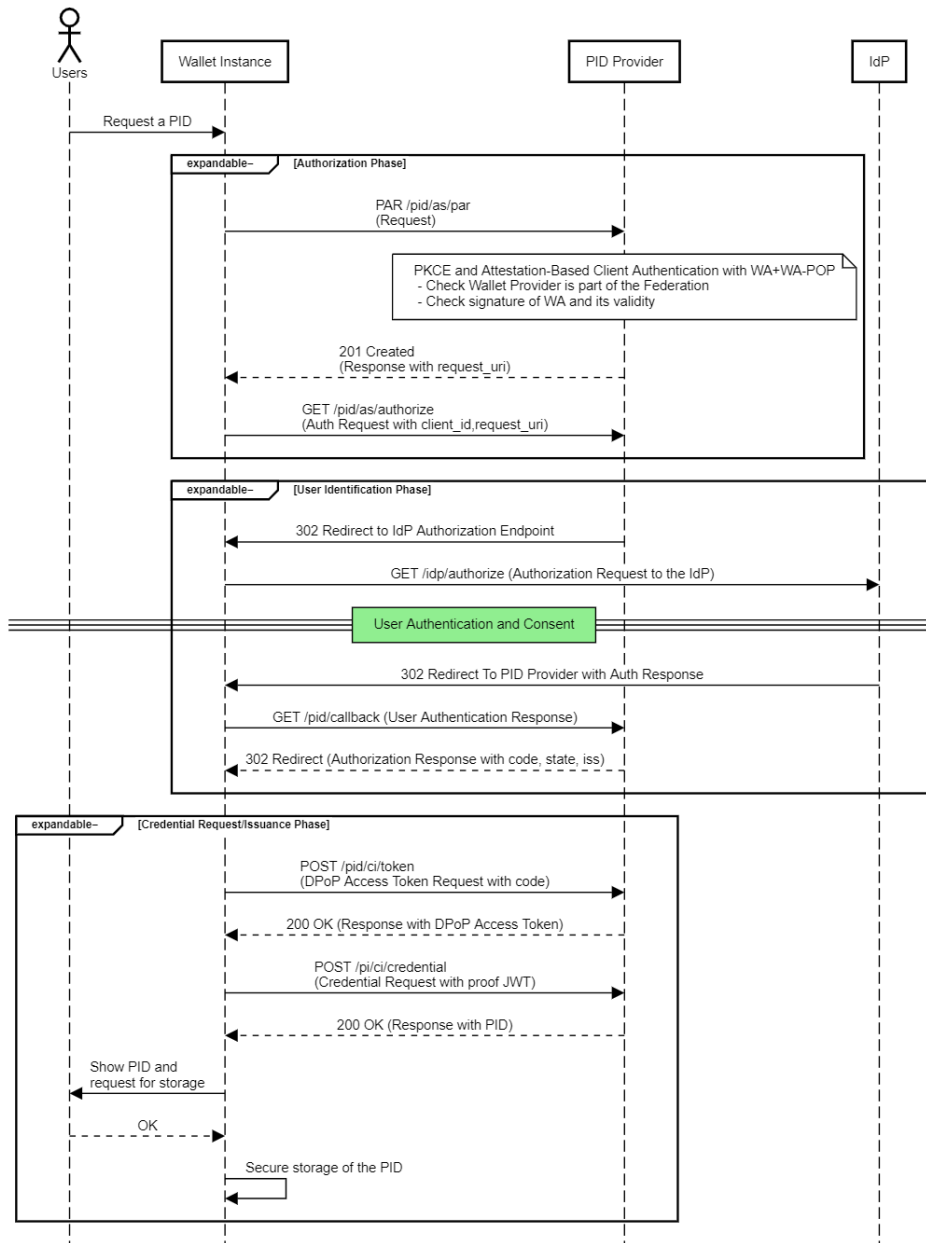 Users
Wallet Instance
PID Provider
IdP
Request a PID
expandable–
[Authorization Phase]
PAR /pid/as/par
(Request)
PKCE and Attestation-Based Client Authentication with WA+WA-POP
- Check Wallet Provider is part of the Federation
- Check signature of WA and its validity
201 Created
(Response with request_uri)
GET /pid/as/authorize
(Auth Request with client_id,request_uri)
expandable–
[User Identification Phase]
302 Redirect to IdP Authorization Endpoint
GET /idp/authorize (Authorization Request to the IdP)
User Authentication and Consent
302 Redirect To PID Provider with Auth Response
GET /pid/callback (User Authentication Response)
302 Redirect (Authorization Response with code, state, iss)
expandable–
[Credential Request/Issuance Phase]
POST /pid/ci/token
(DPoP Access Token Request with code)
200 OK (Response with DPoP Access Token)
POST /pi/ci/credential
(Credential Request with proof JWT)
200 OK (Response with PID)
Show PID and
request for storage
OK
Secure storage of the PID